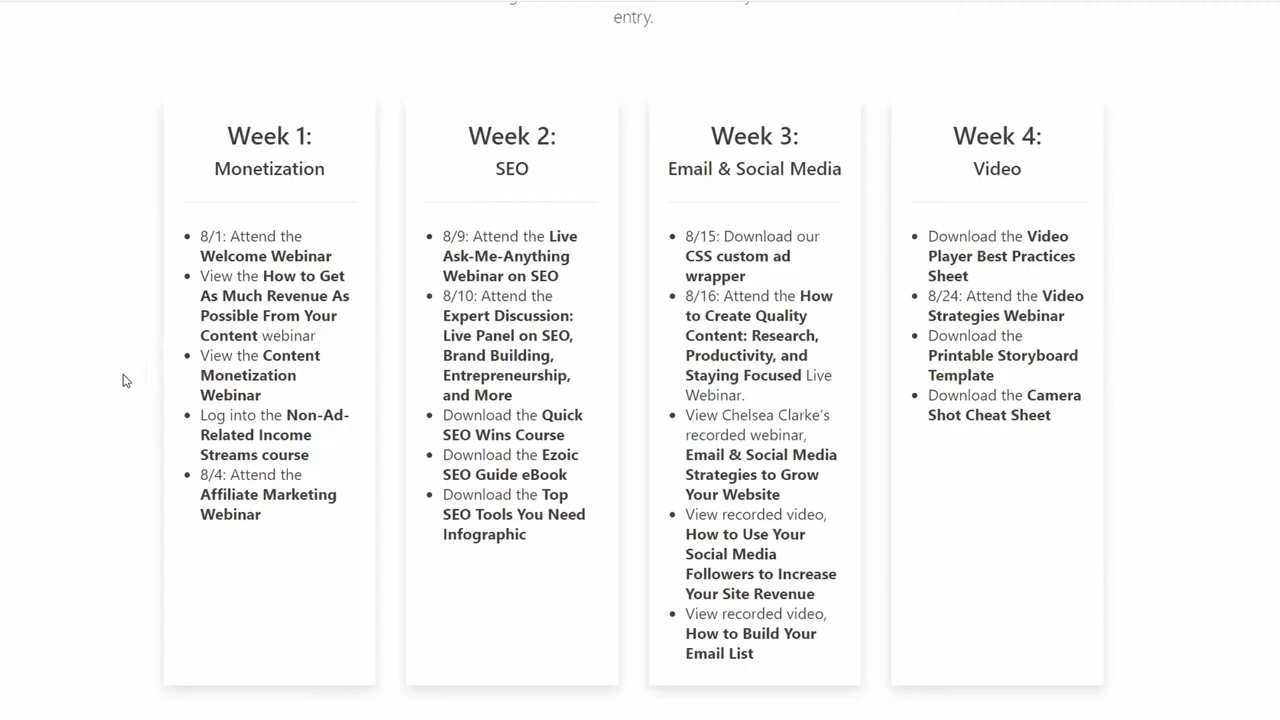 entry.
Week 1:
Monetization
8/1: Attend the
Welcome Webinar
View the How to Get
As Much Revenue As
Possible From Your
Content webinar
View the Content
Monetization
Webinar
Log into the Non-Ad-
Related Income
Streams course
8/4: Attend the
Affiliate Marketing
Webinar
Week 2:
SEO
8/9: Attend the Live
Ask-Me-Anything
Webinar on SEO
8/10: Attend the
Expert Discussion:
Live Panel on SEO,
Brand Building,
Entrepreneurship,
and More
Download the Quick
SEO Wins Course
Download the Ezoic
SEO Guide eBook
Download the Top
SEO Tools You Need
Infographic
Week 3:
Email & Social Media
8/15: Download our
CSS custom ad
wrapper
8/16: Attend the How
to Create Quality
Content: Research,
Productivity, and
Staying Focused Live
Webinar.
View Chelsea Clarke’s
recorded webinar,
Email & Social Media
Strategies to Grow
Your Website
View recorded video,
How to Use Your
Social Media
Followers to Increase
Your Site Revenue
View recorded video,
How to Build Your
Email List
Week 4:
Video
Download the Video
Player Best Practices
Sheet
8/24: Attend the Video
Strategies Webinar
Download the
Printable Storyboard
Template
Download the Camera
Shot Cheat Sheet